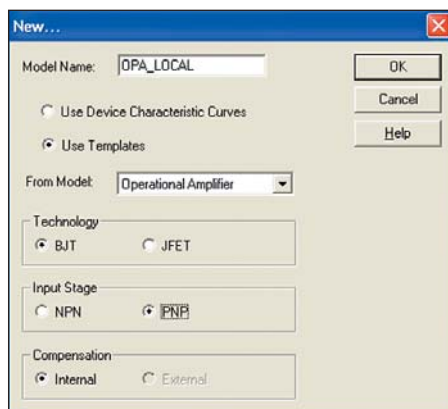 New...
Model Name: OPA_LOCAL
OK
Cancel
Help
Use Device Characteristic Curves
Use Templates
From Model: Operational Amplifier
Technology
BJT JFET
Input Stage
NPN PNP
Compensation
Internal External